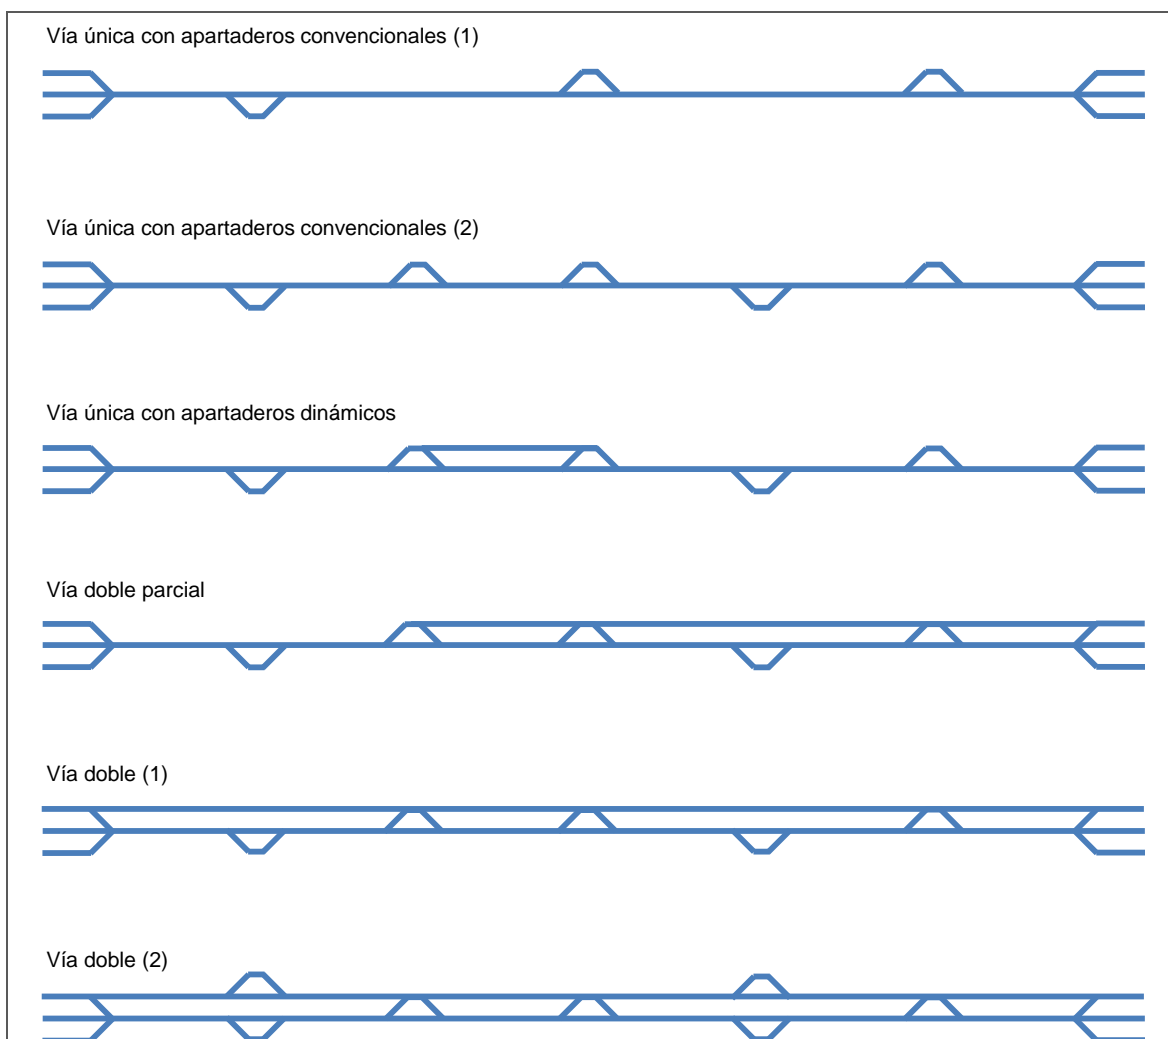 Vía única con apartaderos convencionales (1)
Vía única con apartaderos convencionales (2)
Vía única con apartaderos dinámicos
Vía doble parcial
Vía doble (1)
Vía doble (2)